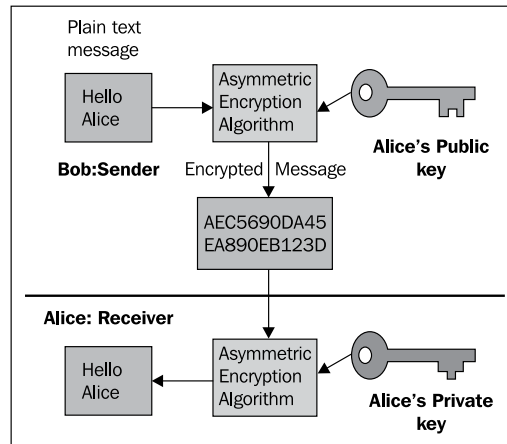 Plain text
message
Hello
Alice
Bob:Sender
Asymmetric
Encryption
Algorithm
Alice's Public
key
Encrypted Message
AEC5690DA45
EA890EB123D
Alice: Receiver
Hello
Alice
Asymmetric
Encryption
Algorithm
Alice's Private
key